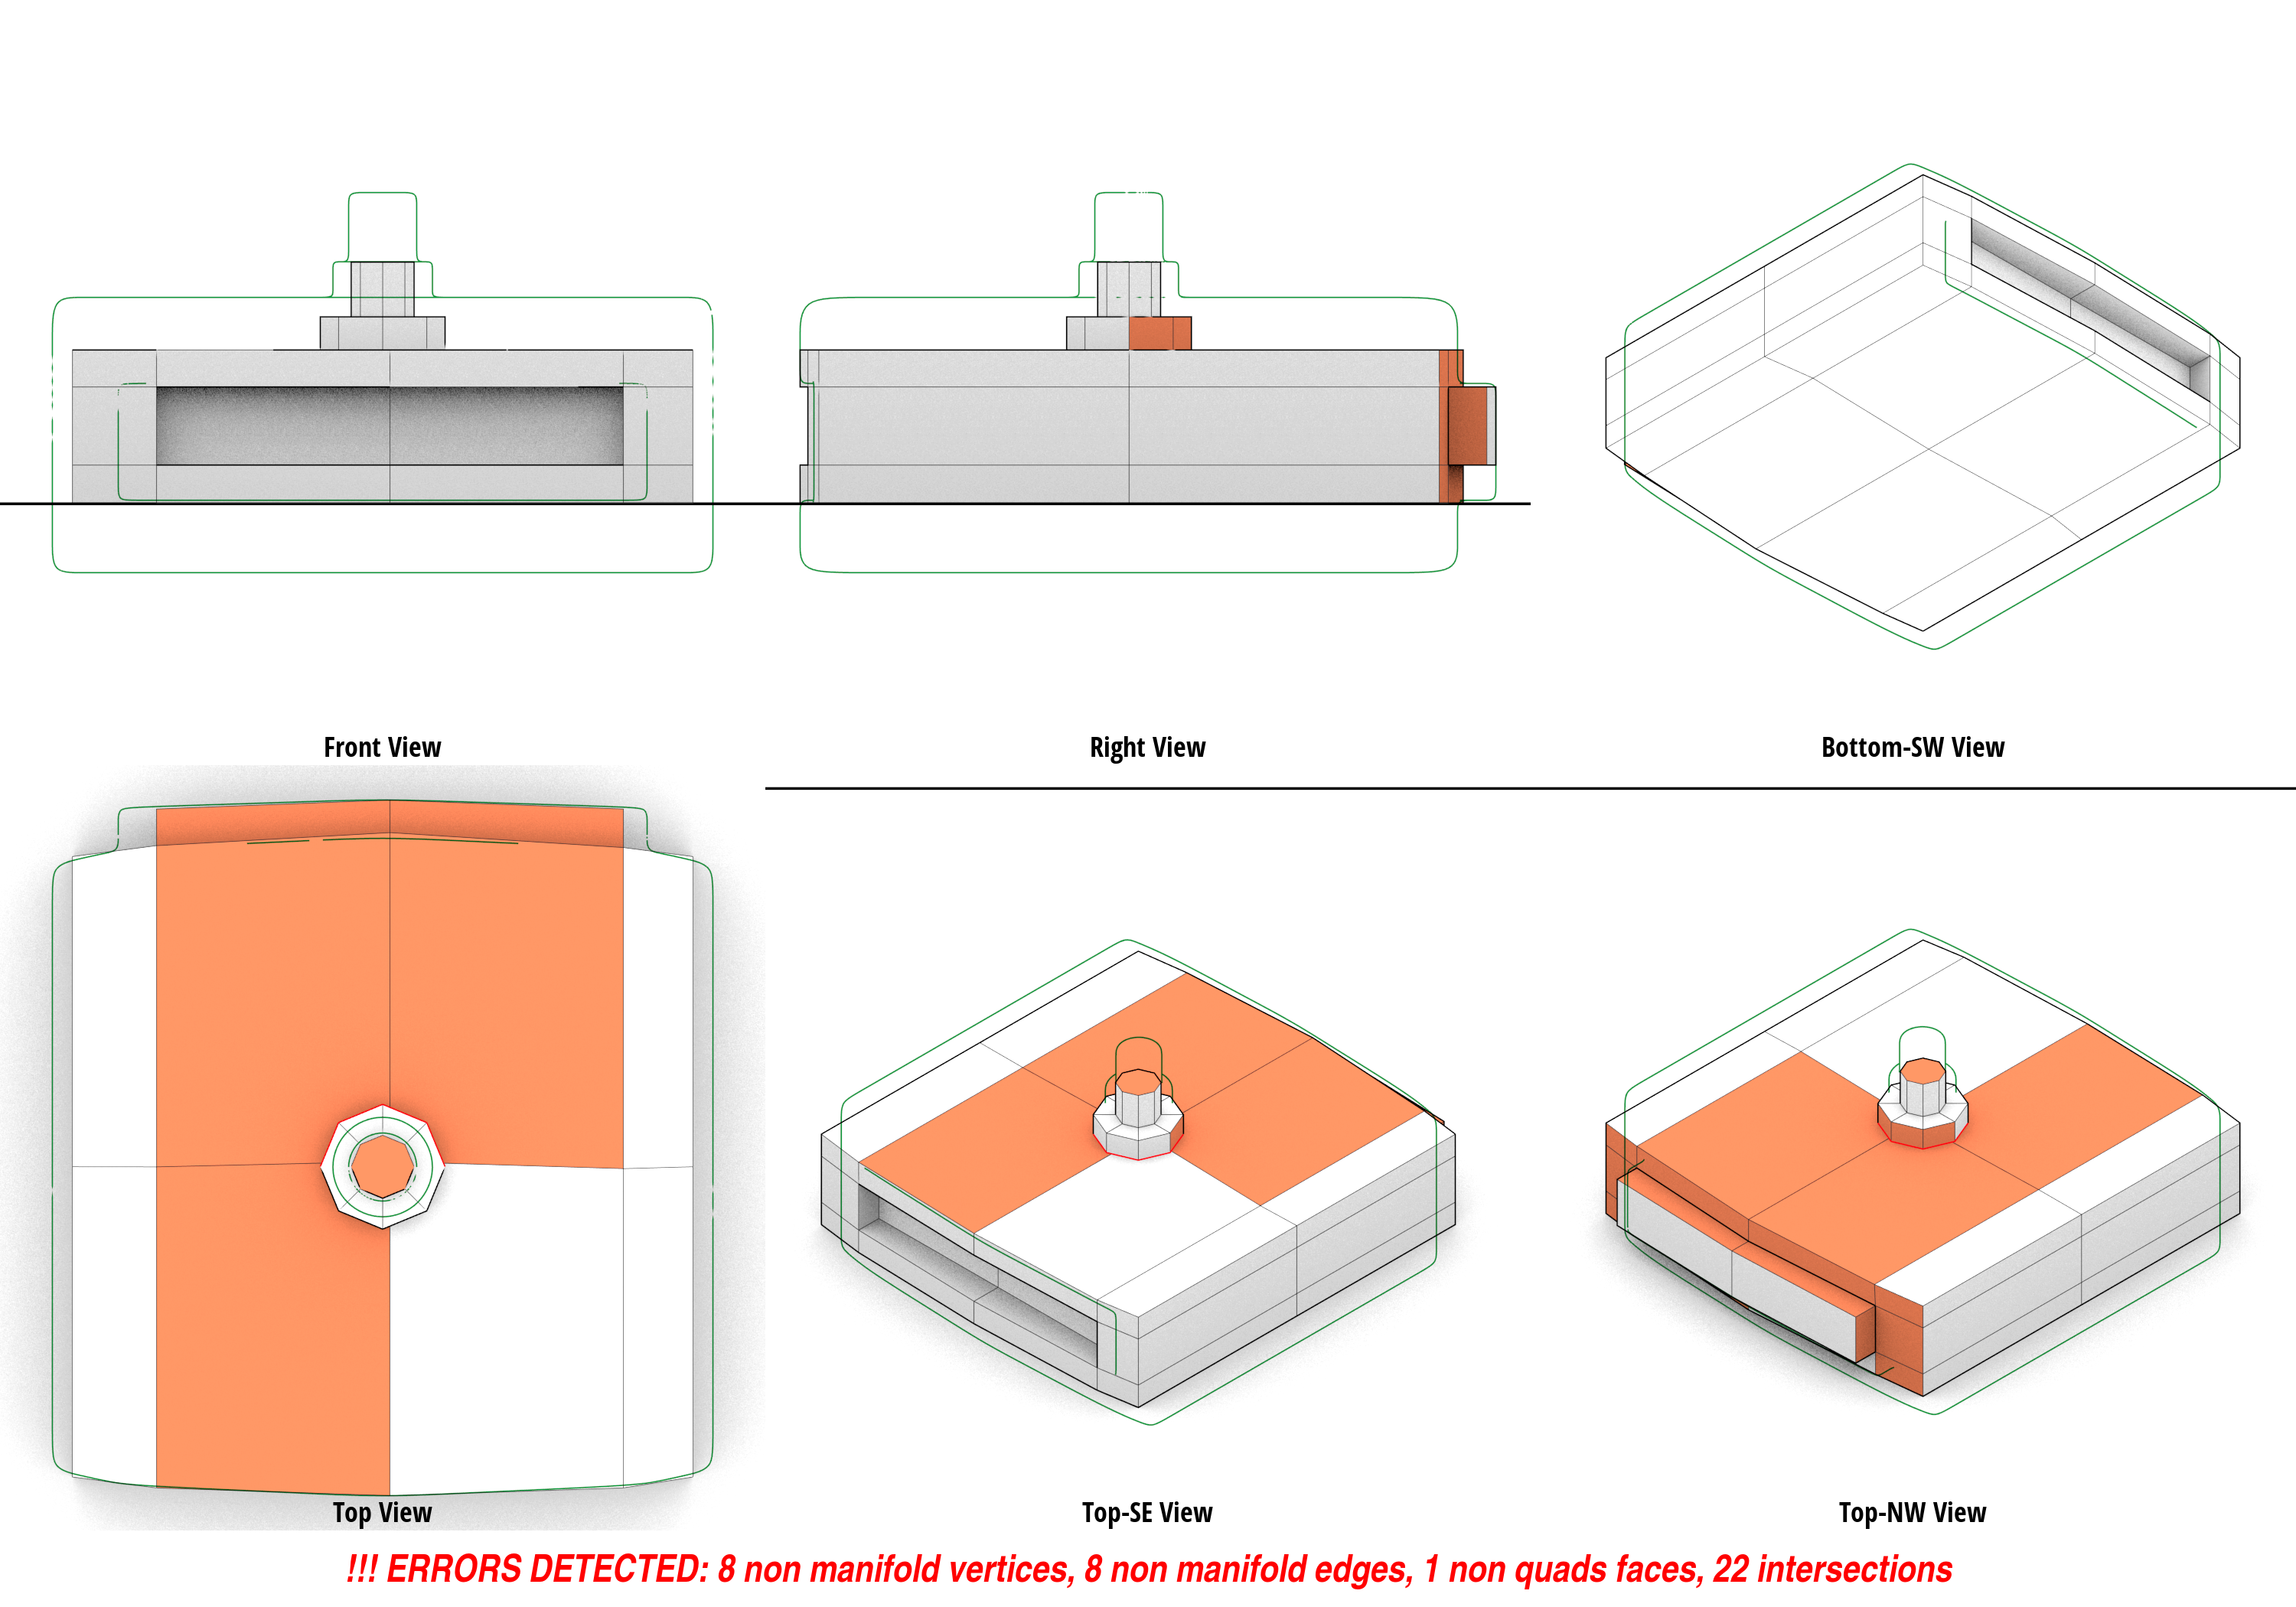 Front View
Right View
Bottom-SW View
Top View
Top-SE View
Top-NW View
!!! ERRORS DETECTED: 8 non manifold vertices, 8 non manifold edges, 1 non quads faces, 22 intersections